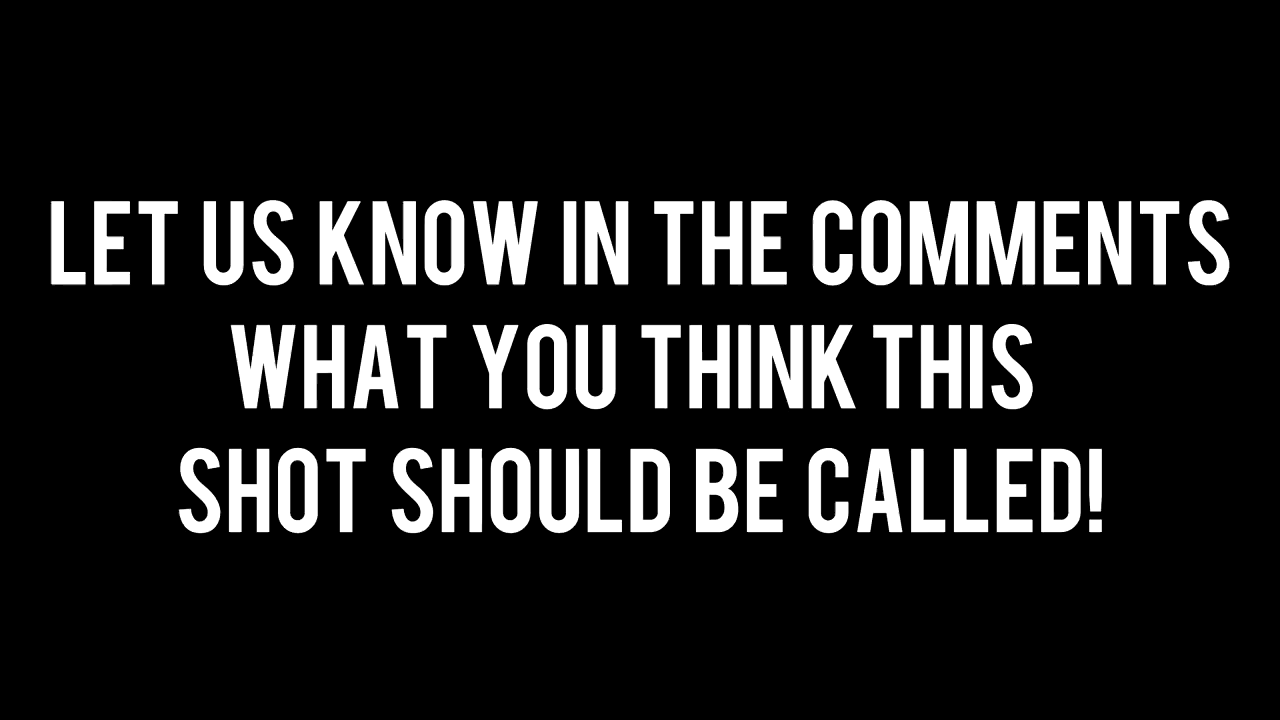 LET US KNOW IN THE COMMENTS
WHAT YOU THINK THIS
SHOT SHOULD BE CALLED!